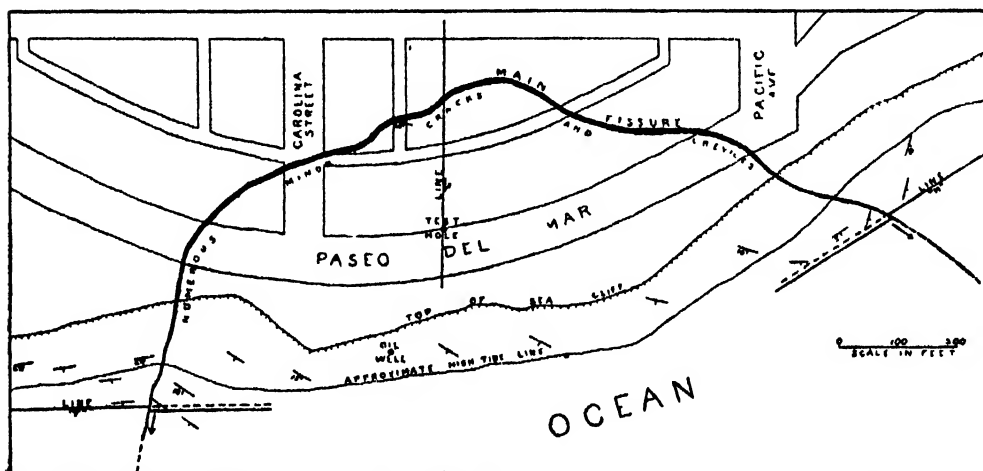 CAROLINA
STREET
PACIFIC
AVE
MAIN
FISSURE
NUMEROUS MINOR CRACKS AND CREVICES
LINE
TEST
HOLE
PASEO DEL MAR
LINE
TOP OF SEA CLIFF
OIL
WELL
APPROXIMATE HIGH TIDE LINE
LINE
0 100 200
SCALE IN FEET
OCEAN